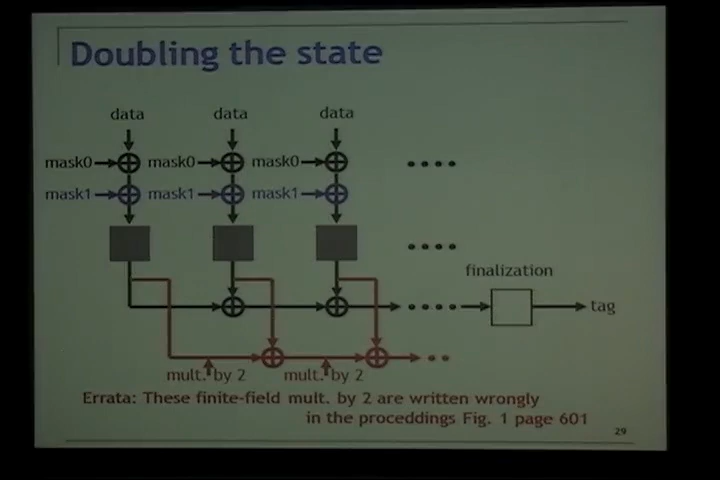 Doubling the state
data data data
mask0 mask0 mask0
mask1 mask1 mask1
finalization
tag
mult. by 2 mult. by 2
Errata: These finite-field mult. by 2 are written wrongly
in the proceddings Fig. 1 page 601
29